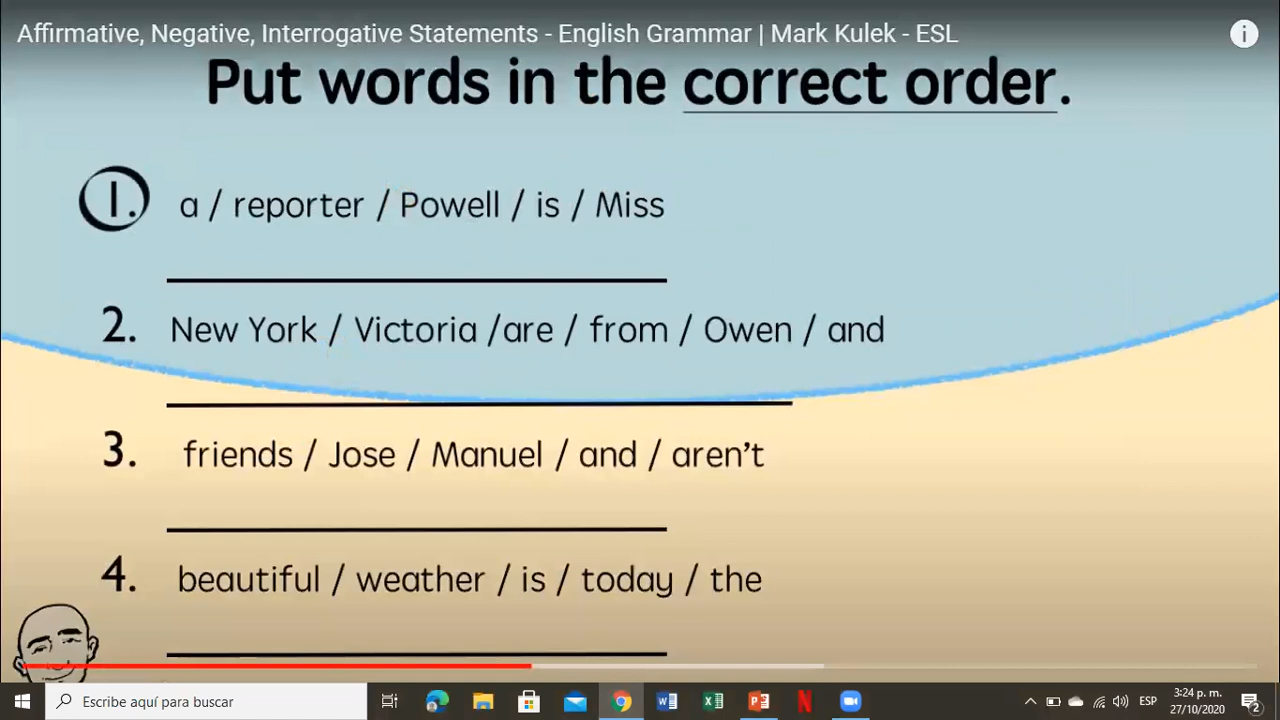 Affirmative, Negative, Interrogative Statements - English Grammar | Mark Kulek - ESL
Put words in the correct order.
1. a / reporter / Powell / is / Miss
2. New York / Victoria /are / from / Owen / and
3. friends / Jose / Manuel / and / aren't
4. beautiful / weather / is / today / the
Escribe aquí para buscar
ESP
3:24 p. m.
27/10/2020
2